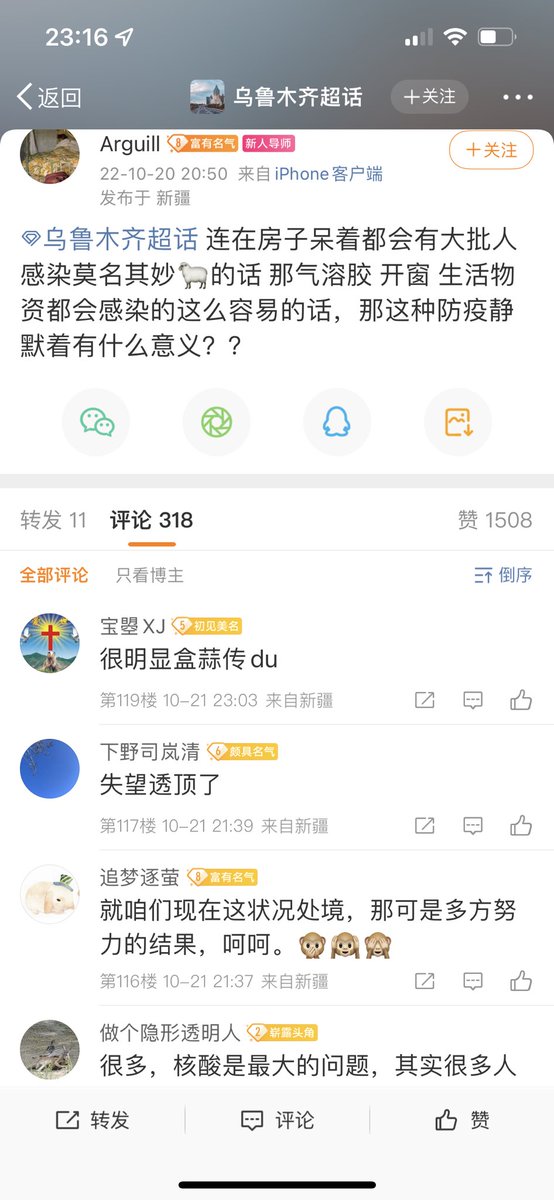 23:16
返回
乌鲁木齐超话
+关注
Arguill 8 富有名气 新人导师
+关注
22-10-20 20:50 来自 iPhone客户端
发布于 新疆
乌鲁木齐超话 连在房子呆着都会有大批人
感染莫名其妙🐑的话 那气溶胶 开窗 生活物
资都会感染的这么容易的话，那这种防疫静
默着有什么意义？？
转发 11 评论 318 赞 1508
全部评论 只看博主 倒序
宝曌XJ 5 初见美名
很明显盒蒜传du
第119楼 10-21 23:03 来自新疆
下野司岚清 6 颇具名气
失望透顶了
第117楼 10-21 21:39 来自新疆
追梦逐萤 8 富有名气
就咱们现在这状况处境，那可是多方努
力的结果，呵呵。🙊🙉🙈
第116楼 10-21 21:37 来自新疆
做个隐形透明人 2 崭露头角
很多，核酸是最大的问题，其实很多人
转发 评论 赞